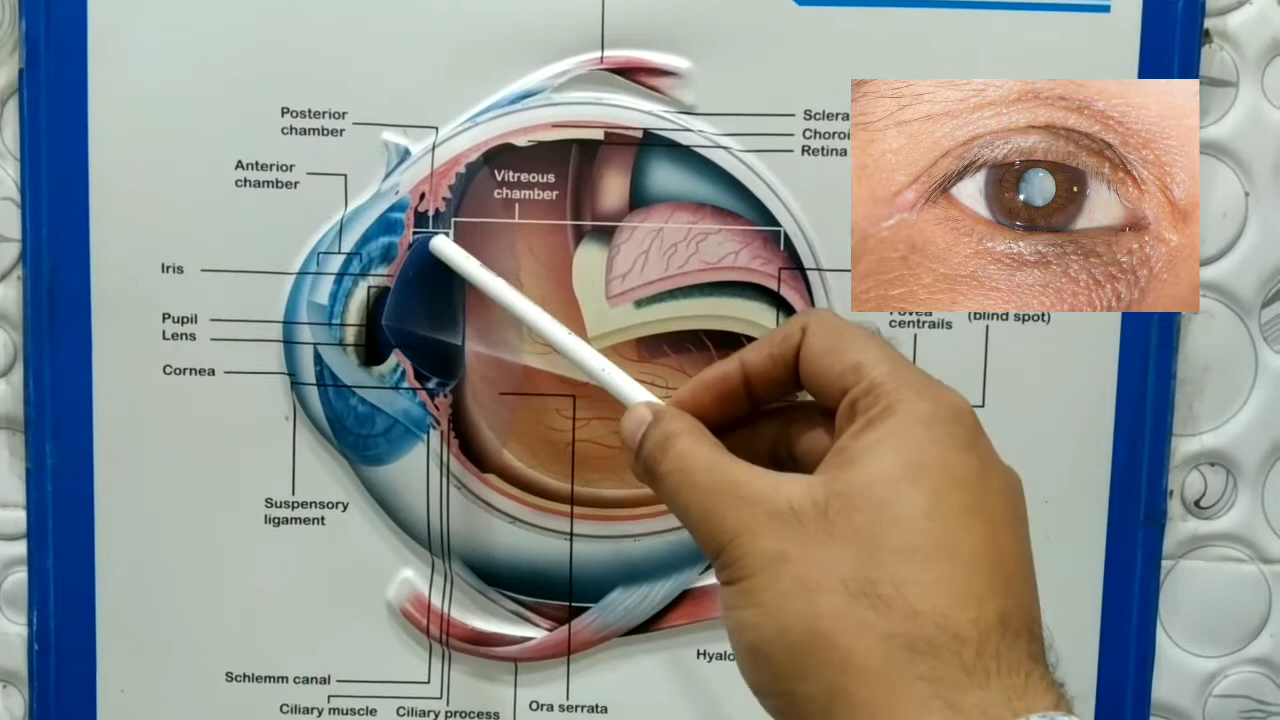 Posterior
chamber
Anterior
chamber
Vitreous
chamber
Sclera
Retina
Iris
Pupil
Lens
Cornea
centrails
(blind spot)
Suspensory
ligament
Schlemm canal
Ciliary muscle
Ciliary process
Ora serrata